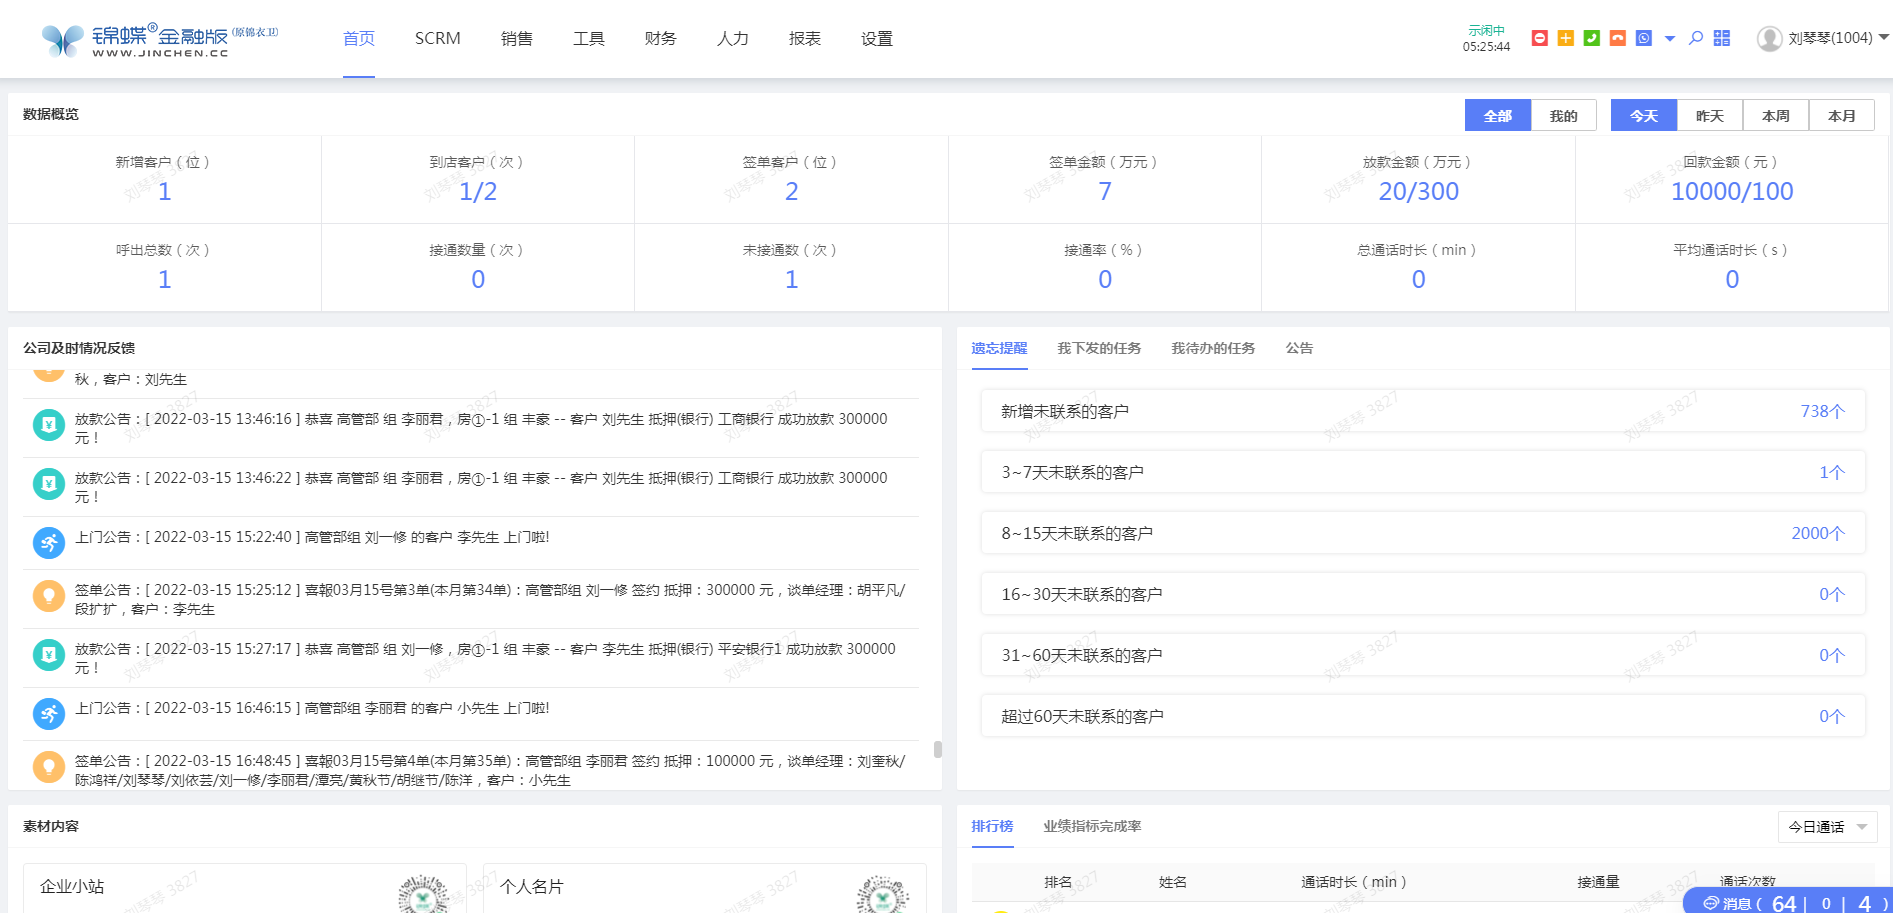 锦蝶®金融版(原锦衣卫)
WWW.JINCHEN.CC
首页 SCRM 销售 工具 财务 人力 报表 设置
示闲中
05:25:44
刘琴琴(1004)
数据概览
全部 我的 今天 昨天 本周 本月
新增客户（位） 到店客户（次） 签单客户（位） 签单金额（万元） 放款金额（万元） 回款金额（元）
1 1/2 2 7 20/300 10000/100
呼出总数（次） 接通数量（次） 未接通数（次） 接通率（%） 总通话时长（min） 平均通话时长（s）
1 0 1 0 0 0
公司及时情况反馈
秋，客户：刘先生
放款公告：[ 2022-03-15 13:46:16 ] 恭喜 高管部 组 李丽君，房①-1 组 丰豪 -- 客户 刘先生 抵押(银行) 工商银行 成功放款 300000
元！
放款公告：[ 2022-03-15 13:46:22 ] 恭喜 高管部 组 李丽君，房①-1 组 丰豪 -- 客户 刘先生 抵押(银行) 工商银行 成功放款 300000
元！
上门公告：[ 2022-03-15 15:22:40 ] 高管部组 刘一修 的客户 李先生 上门啦!
签单公告：[ 2022-03-15 15:25:12 ] 喜報03月15号第3单(本月第34单)：高管部组 刘一修 签约 抵押：300000 元，谈单经理：胡平凡/
段扩扩，客户：李先生
放款公告：[ 2022-03-15 15:27:17 ] 恭喜 高管部 组 刘一修，房①-1 组 丰豪 -- 客户 李先生 抵押(银行) 平安银行1 成功放款 300000
元！
上门公告：[ 2022-03-15 16:46:15 ] 高管部组 李丽君 的客户 小先生 上门啦!
签单公告：[ 2022-03-15 16:48:45 ] 喜報03月15号第4单(本月第35单)：高管部组 李丽君 签约 抵押：100000 元，谈单经理：刘奎秋/
陈鸿祥/刘琴琴/刘依芸/刘一修/李丽君/潭亮/黄秋节/胡继节/陈洋，客户：小先生
遗忘提醒 我下发的任务 我待办的任务 公告
新增未联系的客户 738个
3~7天未联系的客户 1个
8~15天未联系的客户 2000个
16~30天未联系的客户 0个
31~60天未联系的客户 0个
超过60天未联系的客户 0个
素材内容
企业小站 个人名片
排行榜 业绩指标完成率 今日通话
排名 姓名 通话时长（min） 接通量 通话次数
消息( 64 | 0 | 4 )
刘琴琴 3827